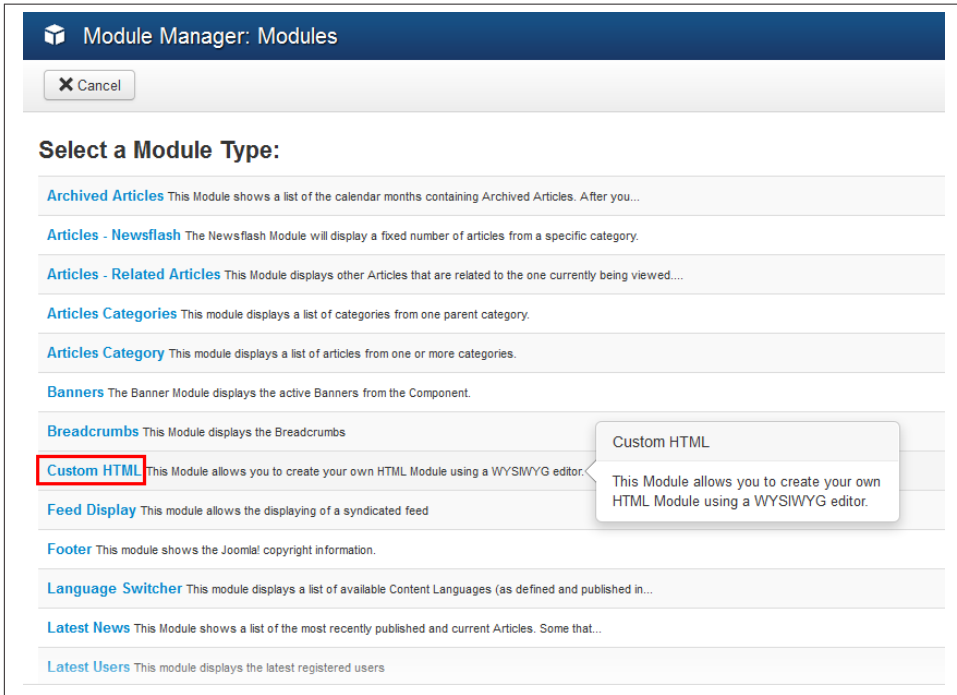 Module Manager: Modules
Cancel
Select a Module Type:
Archived Articles This Module shows a list of the calendar months containing Archived Articles. After you...
Articles - Newsflash The Newsflash Module will display a fixed number of articles from a specific category.
Articles - Related Articles This Module displays other Articles that are related to the one currently being viewed....
Articles Categories This module displays a list of categories from one parent category.
Articles Category This module displays a list of articles from one or more categories.
Banners The Banner Module displays the active Banners from the Component.
Breadcrumbs This Module displays the Breadcrumbs
Custom HTML This Module allows you to create your own HTML Module using a WYSIWYG editor.
Custom HTML
This Module allows you to create your own
HTML Module using a WYSIWYG editor.
Feed Display This module allows the displaying of a syndicated feed
Footer This module shows the Joomla! copyright information.
Language Switcher This module displays a list of available Content Languages (as defined and published in...
Latest News This Module shows a list of the most recently published and current Articles. Some that...
Latest Users This module displays the latest registered users